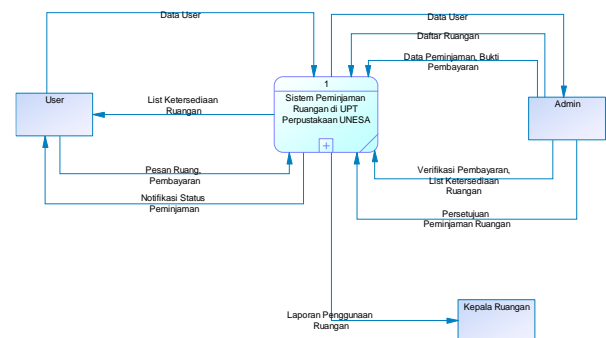 Data User
Data User
Daftar Ruangan
Data Peminjaman, Bukti
Pembayaran
User
List Ketersediaan
Ruangan
1
Sistem Peminjaman
Ruangan di UPT
Perpustakaan UNESA
Admin
Pesan Ruang,
Pembayaran
Notifikasi Status
Peminjaman
Verifikasi Pembayaran,
List Ketersediaan
Ruangan
Persetujuan
Peminjaman Ruangan
Laporan Penggunaan
Ruangan
Kepala Ruangan